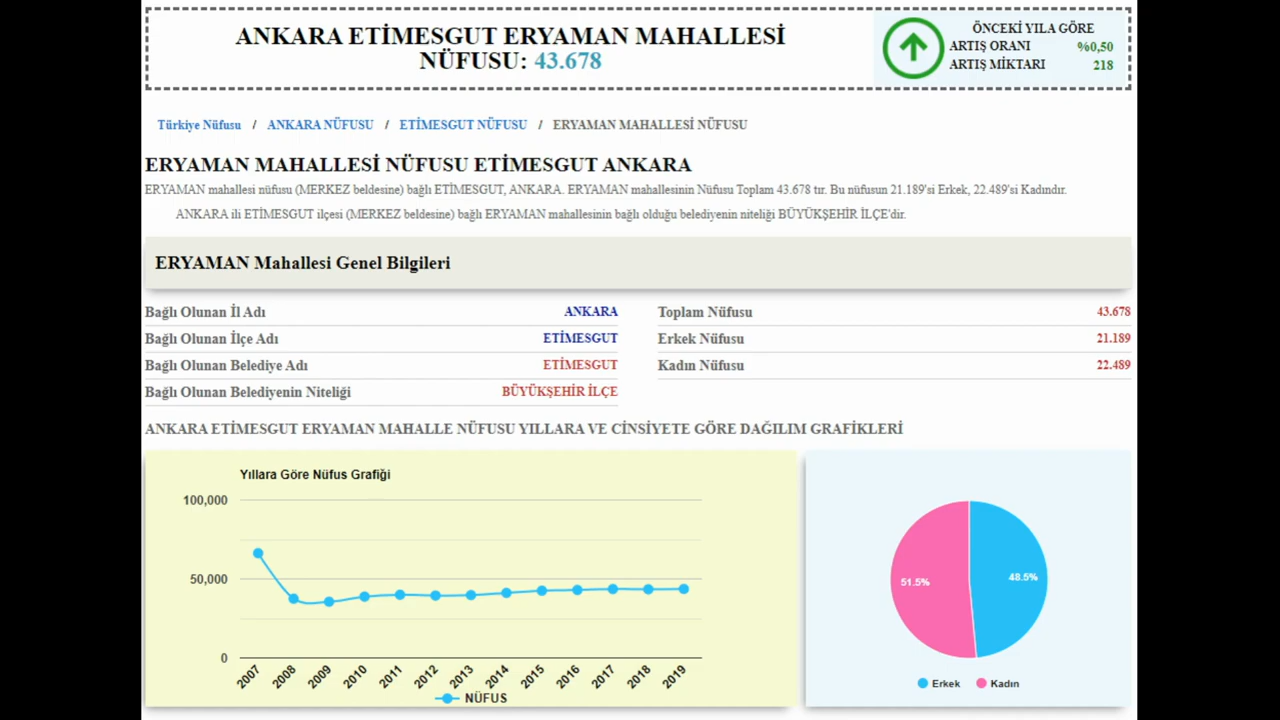 ANKARA ETİMESGUT ERYAMAN MAHALLESİ
NÜFUSU: 43.678
ÖNCEKİ YILA GÖRE
ARTIŞ ORANI %0,50
ARTIŞ MİKTARI 218
Türkiye Nüfusu / ANKARA NÜFUSU / ETİMESGUT NÜFUSU / ERYAMAN MAHALLESİ NÜFUSU
ERYAMAN MAHALLESİ NÜFUSU ETİMESGUT ANKARA
ERYAMAN mahallesi nüfusu (MERKEZ beldesine) bağlı ETİMESGUT, ANKARA. ERYAMAN mahallesinin Nüfusu Toplam 43.678 tır. Bu nüfusun 21.189'si Erkek, 22.489'si Kadındır.
ANKARA ili ETİMESGUT ilçesi (MERKEZ beldesine) bağlı ERYAMAN mahallesinin bağlı olduğu belediyenin niteliği BÜYÜKŞEHİR İLÇE'dir.
ERYAMAN Mahallesi Genel Bilgileri
Bağlı Olunan İl Adı ANKARA
Bağlı Olunan İlçe Adı ETİMESGUT
Bağlı Olunan Belediye Adı ETİMESGUT
Bağlı Olunan Belediyenin Niteliği BÜYÜKŞEHİR İLÇE
Toplam Nüfusu 43.678
Erkek Nüfusu 21.189
Kadın Nüfusu 22.489
ANKARA ETİMESGUT ERYAMAN MAHALLE NÜFUSU YILLARA VE CİNSİYETE GÖRE DAĞILIM GRAFİKLERİ
Yıllara Göre Nüfus Grafiği
100,000
50,000
0
2007 2008 2009 2010 2011 2012 2013 2014 2015 2016 2017 2018 2019
NÜFUS
51.5% 48.5%
Erkek Kadın